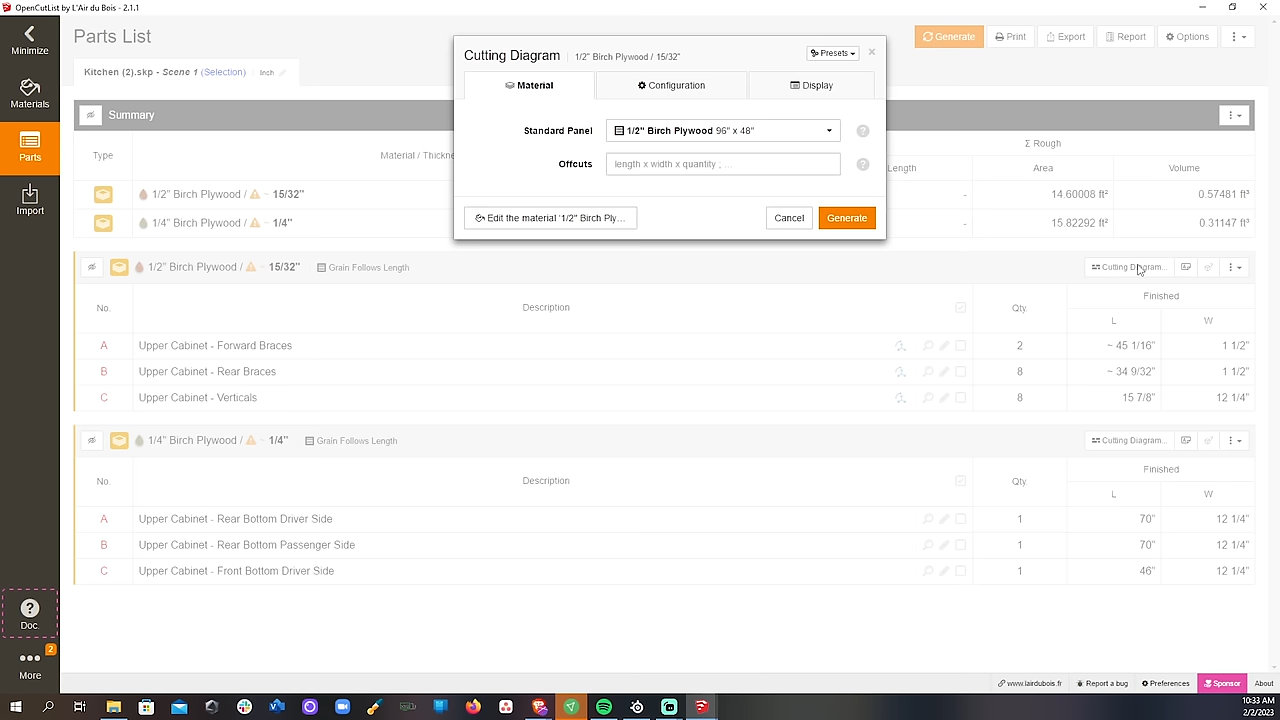 OpenCutList by L'Air du Bois - 2.1.1
Minimize
Materials
Parts
Import
Doc.
2
More
Parts List
Generate
Print
Export
Report
Options
Kitchen (2).skp - Scene 1 (Selection) Inch
Summary
Type
Material / Thickne
Length
Σ Rough
Area
Volume
1/2" Birch Plywood / ~ 15/32"
-
14.60008 ft²
0.57481 ft³
1/4" Birch Plywood / ~ 1/4"
-
15.82292 ft²
0.31147 ft³
Cutting Diagram
1/2" Birch Plywood / 15/32"
Presets
×
Material
Configuration
Display
Standard Panel
1/2" Birch Plywood 96" x 48"
?
Offcuts
length x width x quantity ; ...
?
Edit the material '1/2" Birch Ply...
Cancel
Generate
1/2" Birch Plywood / ~ 15/32" Grain Follows Length
Cutting Diagram...
No.
Description
Qty.
Finished
L
W
A Upper Cabinet - Forward Braces 2 ~ 45 1/16" 1 1/2"
B Upper Cabinet - Rear Braces 8 ~ 34 9/32" 1 1/2"
C Upper Cabinet - Verticals 8 15 7/8" 12 1/4"
1/4" Birch Plywood / ~ 1/4" Grain Follows Length
Cutting Diagram...
No.
Description
Qty.
Finished
L
W
A Upper Cabinet - Rear Bottom Driver Side 1 70" 12 1/4"
B Upper Cabinet - Rear Bottom Passenger Side 1 70" 12 1/4"
C Upper Cabinet - Front Bottom Driver Side 1 46" 12 1/4"
www.lairdubois.fr
Report a bug
Preferences
Sponsor
About
10:33 AM
2/2/2023